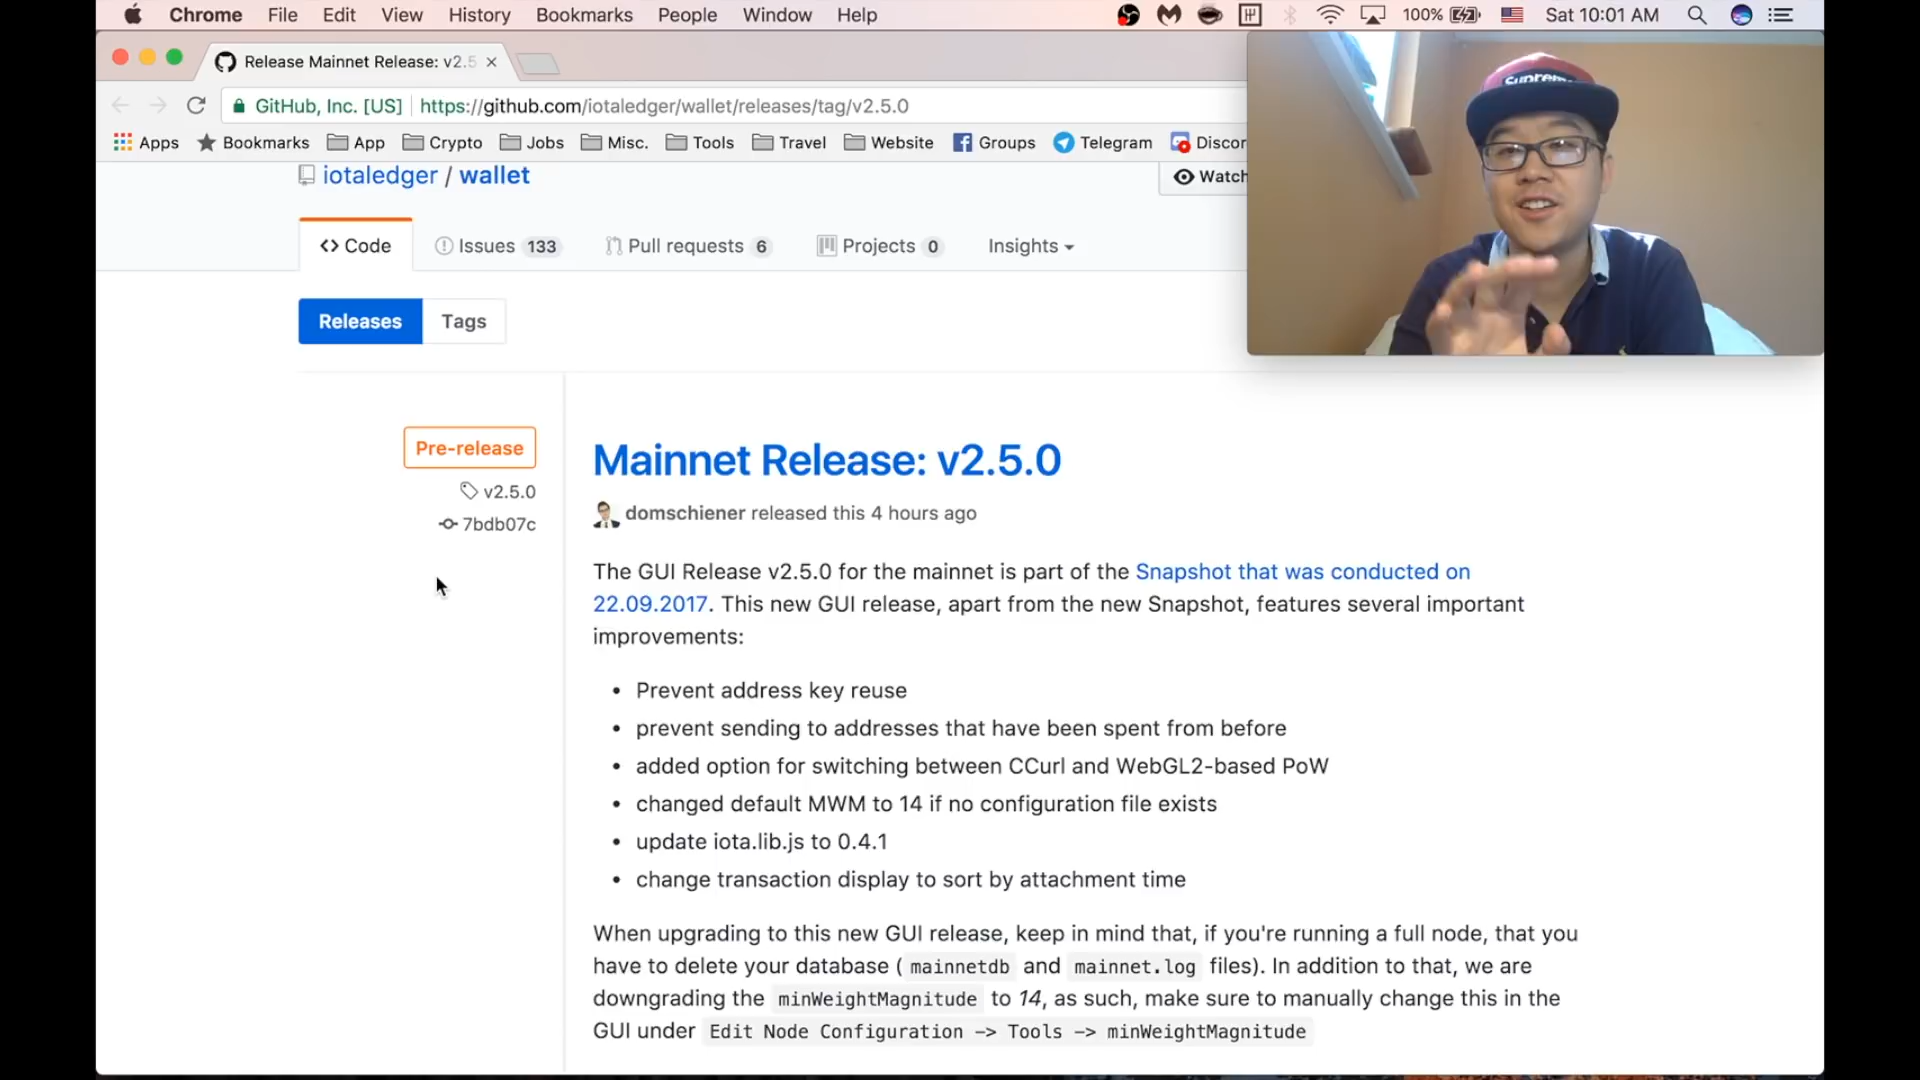 Chrome File Edit View History Bookmarks People Window Help 100% Sat 10:01 AM
Release Mainnet Release: v2.5
GitHub, Inc. [US] https://github.com/iotaledger/wallet/releases/tag/v2.5.0
Apps Bookmarks App Crypto Jobs Misc. Tools Travel Website Groups Telegram Discor
Supreme
iotaledger / wallet
Watch
Code Issues 133 Pull requests 6 Projects 0 Insights
Releases Tags
Pre-release
v2.5.0
7bdb07c
Mainnet Release: v2.5.0
domschiener released this 4 hours ago
The GUI Release v2.5.0 for the mainnet is part of the Snapshot that was conducted on
22.09.2017. This new GUI release, apart from the new Snapshot, features several important
improvements:
• Prevent address key reuse
• prevent sending to addresses that have been spent from before
• added option for switching between CCurl and WebGL2-based PoW
• changed default MWM to 14 if no configuration file exists
• update iota.lib.js to 0.4.1
• change transaction display to sort by attachment time
When upgrading to this new GUI release, keep in mind that, if you're running a full node, that you
have to delete your database ( mainnetdb and mainnet.log files). In addition to that, we are
downgrading the minWeightMagnitude to 14, as such, make sure to manually change this in the
GUI under Edit Node Configuration -> Tools -> minWeightMagnitude